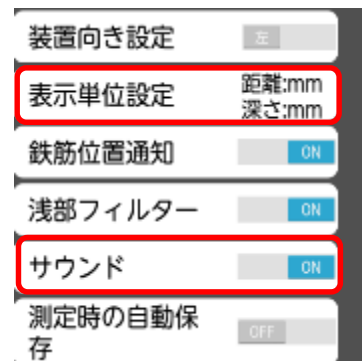 装置向き設定 左
表示単位設定 距離:mm
深さ:mm
鉄筋位置通知 ON
浅部フィルター ON
サウンド ON
測定時の自動保 OFF
存